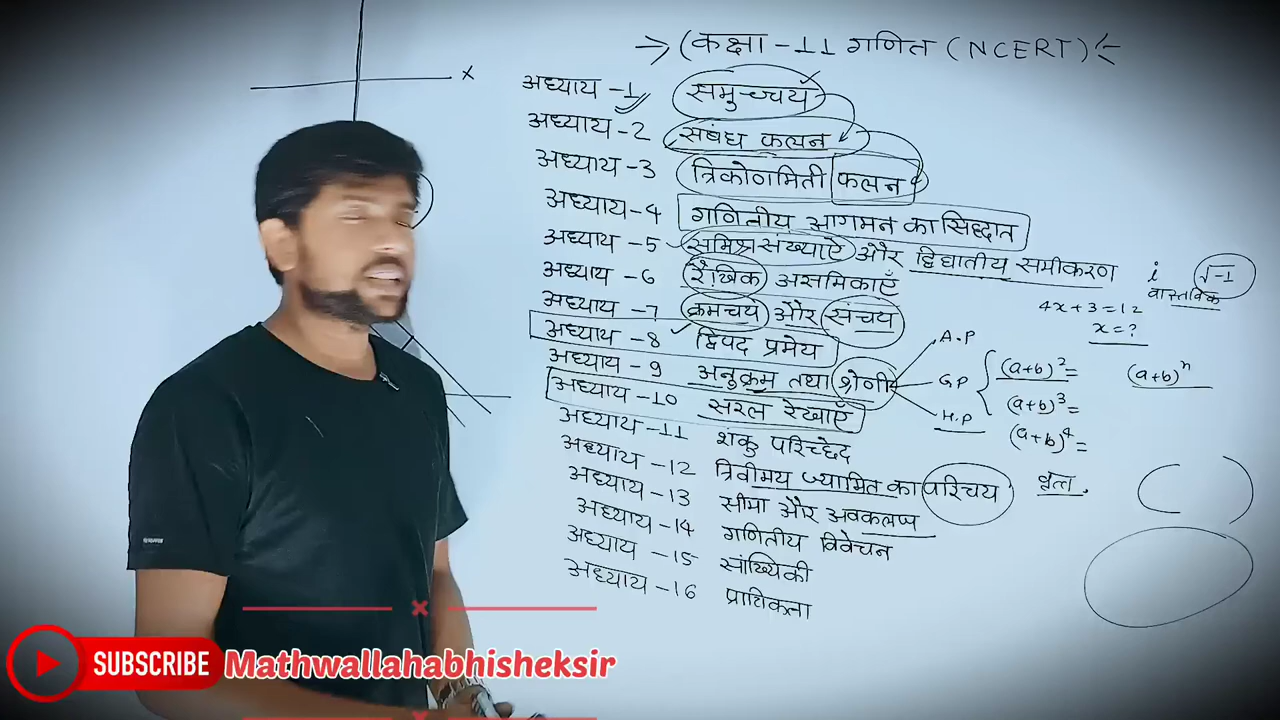 → (कक्षा - 11 गणित (NCERT) ←
अध्याय - 1 समुच्चय
अध्याय - 2 सबंध फलन
अध्याय - 3 त्रिकोणमिती फलन
अध्याय - 4 गणितीय आगमन का सिद्दात
अध्याय - 5 समिश्र संख्याऐ और द्विघातीय समीकरण
अध्याय - 6 रैखिक असमिकाएँ
अध्याय - 7 क्रमचय और संचय
अध्याय - 8 द्विपद प्रमेय
अध्याय - 9 अनुक्रम तथा श्रेणी
अध्याय - 10 सरल रेखाएँ
अध्याय - 11 शंकु परिच्छेद
अध्याय - 12 त्रिवीमय ज्यामित का परिचय
अध्याय - 13 सीमा और अवकलज
अध्याय - 14 गणितीय विवेचन
अध्याय - 15 सांख्यिकी
अध्याय - 16 प्रायिकता
x
i √-1
वास्तविक
4x + 3 = 12
x = ?
A.P
G.P
H.P
(a+b)² =
(a+b)³ =
(a+b)⁴ =
(a+b)ⁿ
वृत्त
SUBSCRIBE Mathwallahabhisheksir